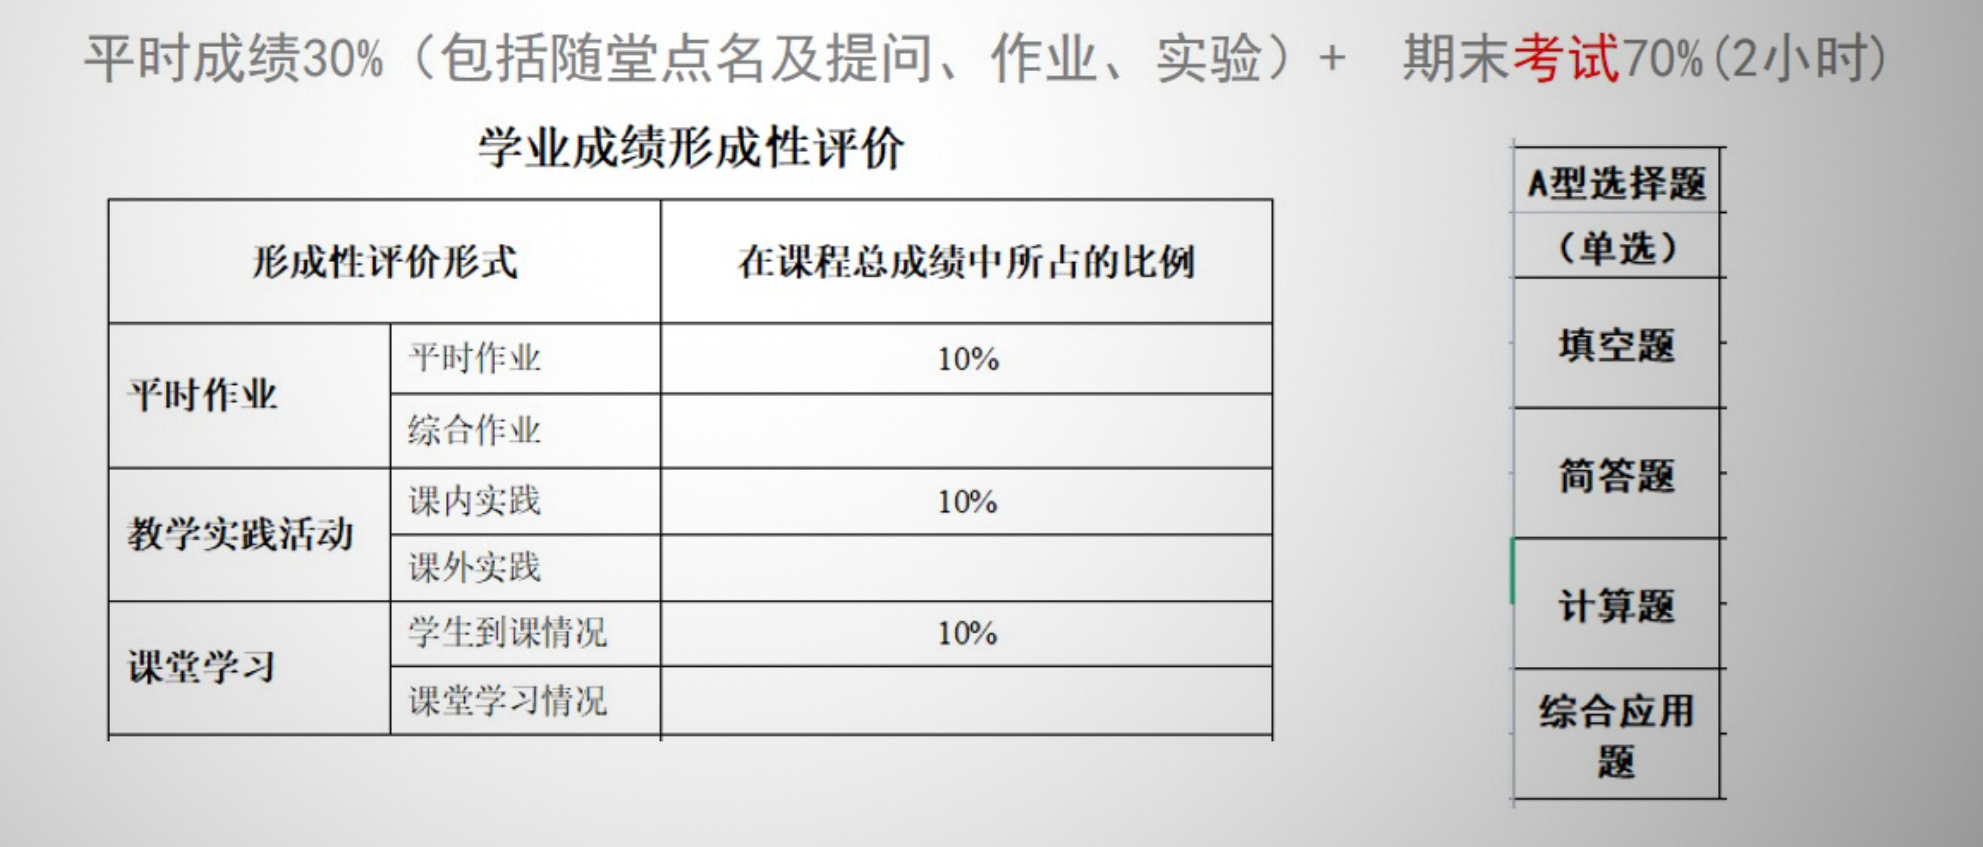 平时成绩30%（包括随堂点名及提问、作业、实验）+ 期末考试70%(2小时)
学业成绩形成性评价
形成性评价形式 在课程总成绩中所占的比例
平时作业
平时作业 10%
综合作业
教学实践活动
课内实践 10%
课外实践
课堂学习
学生到课情况 10%
课堂学习情况
A型选择题
（单选）
填空题
简答题
计算题
综合应用
题